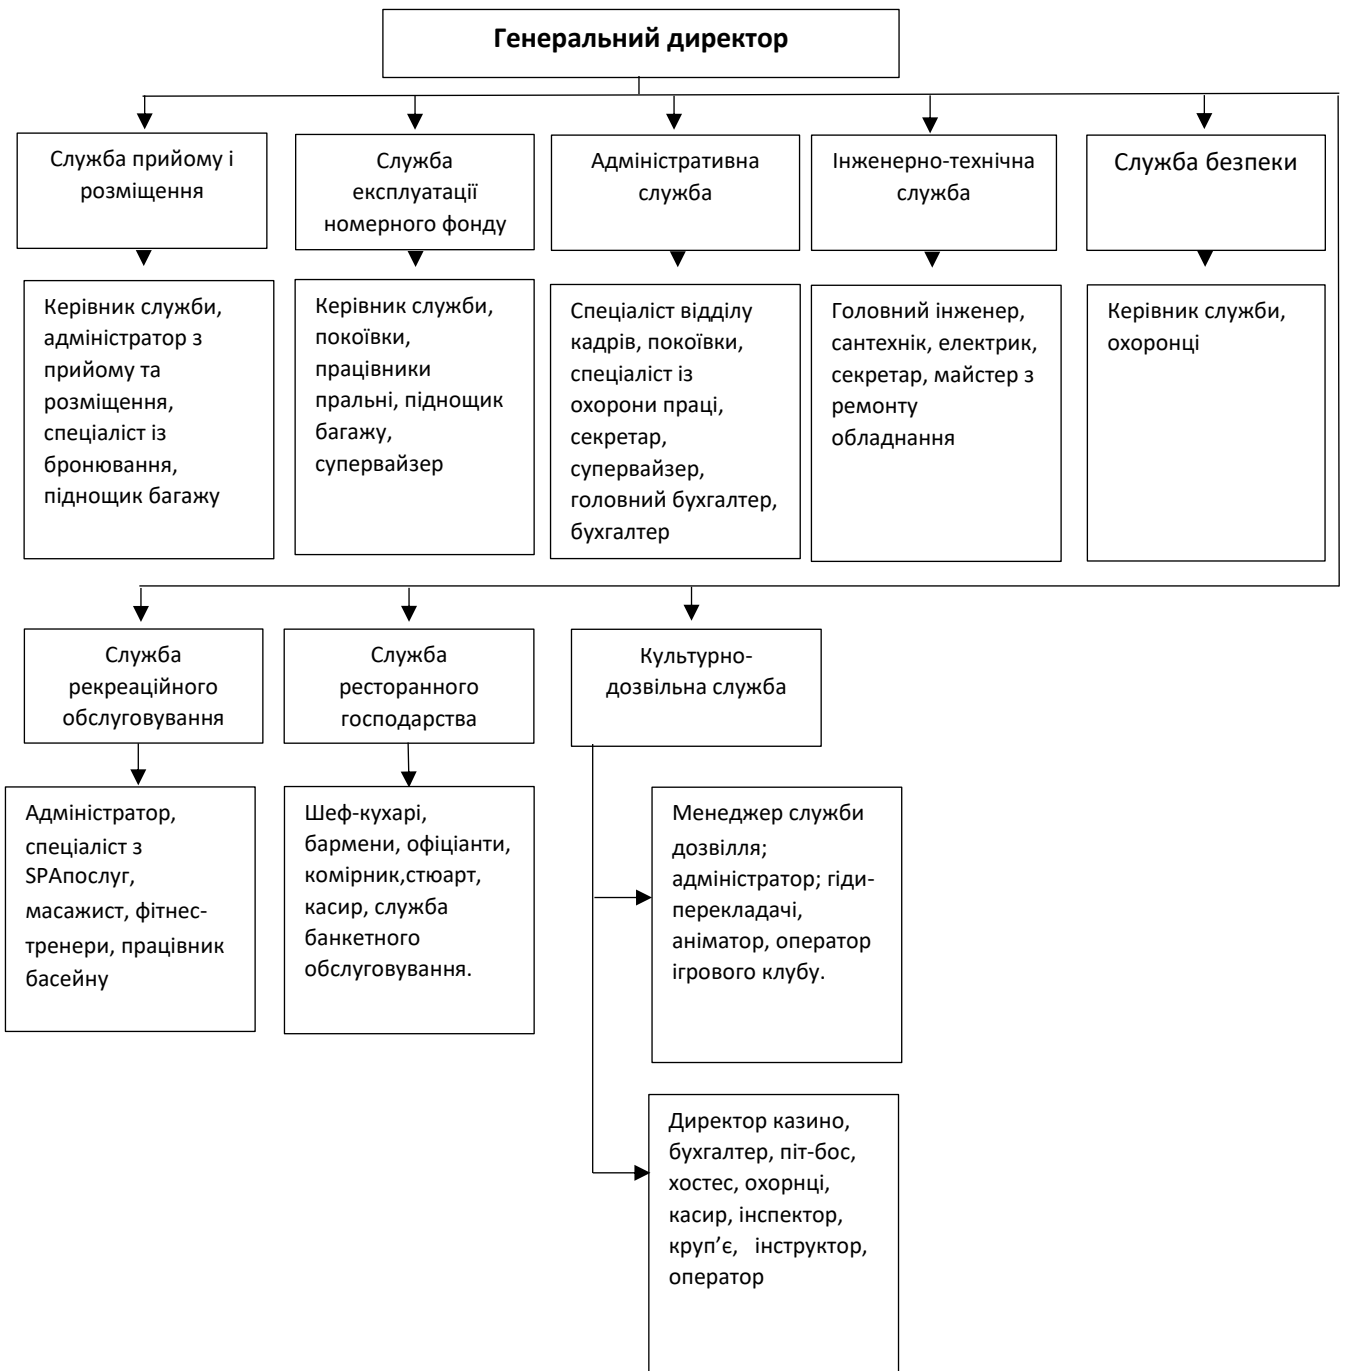 Генеральний директор
Служба прийому і
розміщення
Служба
експлуатації
номерного фонду
Адміністративна
служба
Інженерно-технічна
служба
Служба безпеки
Керівник служби,
адміністратор з
прийому та
розміщення,
спеціаліст із
бронювання,
піднощик багажу
Керівник служби,
покоївки,
працівники
пральні, піднощик
багажу,
супервайзер
Спеціаліст відділу
кадрів, покоївки,
спеціаліст із
охорони праці,
секретар,
супервайзер,
головний бухгалтер,
бухгалтер
Головний інженер,
сантехнік, електрик,
секретар, майстер з
ремонту
обладнання
Керівник служби,
охоронці
Служба
рекреаційного
обслуговування
Служба
ресторанного
господарства
Культурно-
дозвільна служба
Адміністратор,
спеціаліст з
SPAпослуг,
масажист, фітнес-
тренери, працівник
басейну
Шеф-кухарі,
бармени, офіціанти,
комірник,стюарт,
касир, служба
банкетного
обслуговування.
Менеджер служби
дозвілля;
адміністратор; гіди-
перекладачі,
аніматор, оператор
ігрового клубу.
Директор казино,
бухгалтер, піт-бос,
хостес, охорнці,
касир, інспектор,
круп’є, інструктор,
оператор